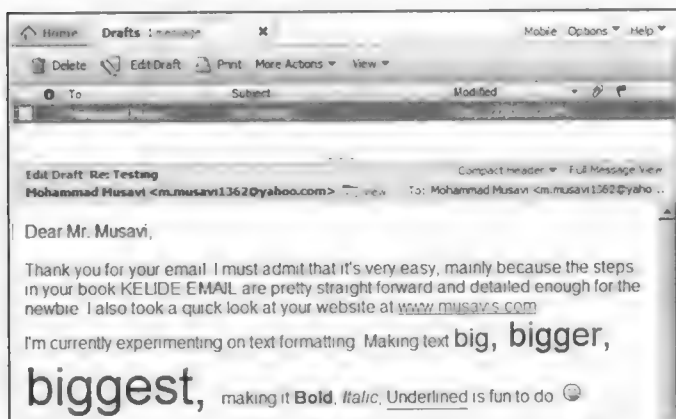 Home Drafts 1 message × Mobile Options Help
Delete Edit Draft Print More Actions View
To Subject Modified
Edit Draft Re: Testing Compact Header Full Message View
Mohammad Musavi <m.musavi1362@yahoo.com> view To: Mohammad Musavi <m.musavi1362@yaho...
Dear Mr. Musavi,
Thank you for your email. I must admit that it's very easy, mainly because the steps
in your book KELIDE EMAIL are pretty straight forward and detailed enough for the
newbie. I also took a quick look at your website at www.musavis.com
I'm currently experimenting on text formatting. Making text big, bigger,
biggest, making it Bold, Italic, Underlined is fun to do